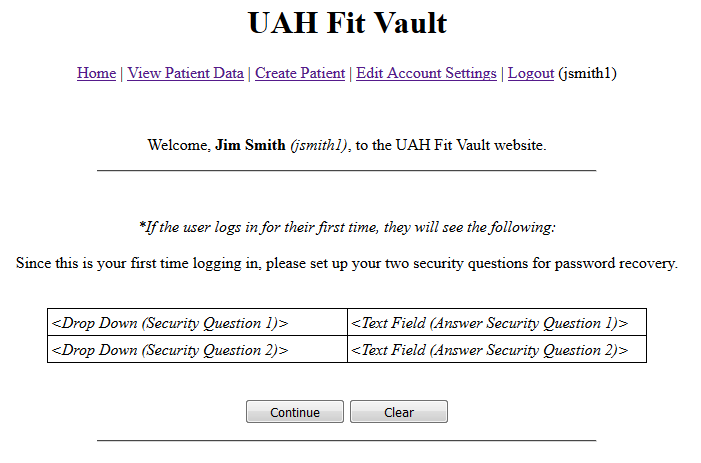 UAH Fit Vault
Home | View Patient Data | Create Patient | Edit Account Settings | Logout (jsmith1)
Welcome, Jim Smith (jsmith1), to the UAH Fit Vault website.
*If the user logs in for their first time, they will see the following:
Since this is your first time logging in, please set up your two security questions for password recovery.
<Drop Down (Security Question 1)> <Text Field (Answer Security Question 1)>
<Drop Down (Security Question 2)> <Text Field (Answer Security Question 2)>
Continue Clear